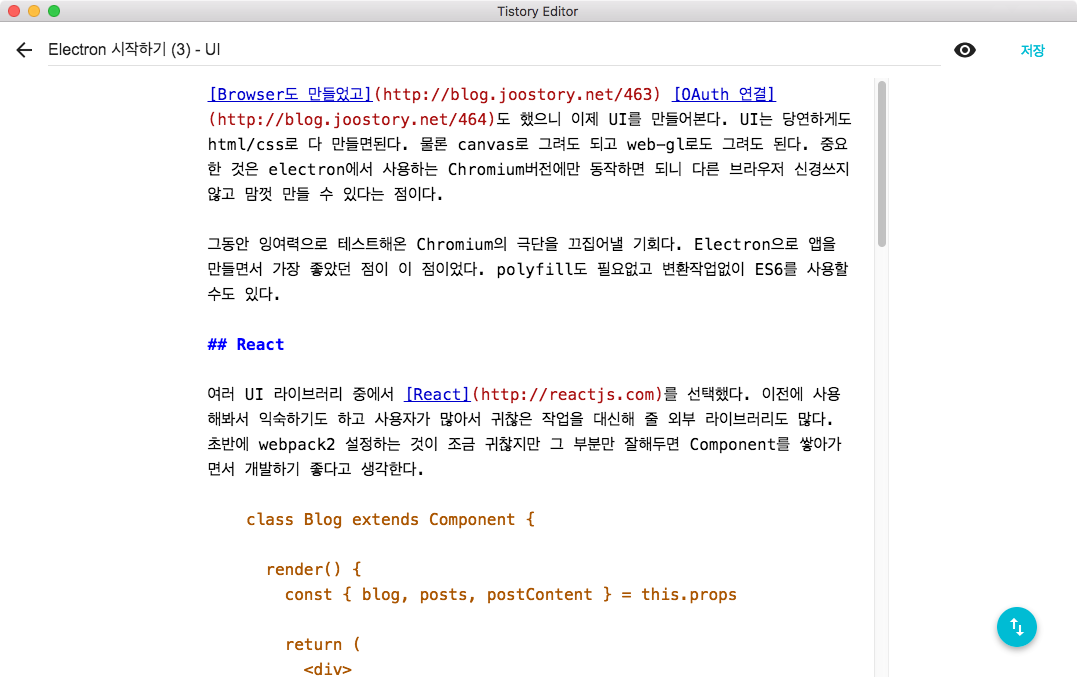 Tistory Editor
Electron 시작하기 (3) - UI
저장
[Browser도 만들었고](http://blog.joostory.net/463) [OAuth 연결]
(http://blog.joostory.net/464)도 했으니 이제 UI를 만들어본다. UI는 당연하게도
html/css로 다 만들면된다. 물론 canvas로 그려도 되고 web-gl로도 그려도 된다. 중요
한 것은 electron에서 사용하는 Chromium버전에만 동작하면 되니 다른 브라우저 신경쓰지
않고 맘껏 만들 수 있다는 점이다.
그동안 잉여력으로 테스트해온 Chromium의 극단을 끄집어낼 기회다. Electron으로 앱을
만들면서 가장 좋았던 점이 이 점이었다. polyfill도 필요없고 변환작업없이 ES6를 사용할
수도 있다.
## React
여러 UI 라이브러리 중에서 [React](http://reactjs.com)를 선택했다. 이전에 사용
해봐서 익숙하기도 하고 사용자가 많아서 귀찮은 작업을 대신해 줄 외부 라이브러리도 많다.
초반에 webpack2 설정하는 것이 조금 귀찮지만 그 부분만 잘해두면 Component를 쌓아가
면서 개발하기 좋다고 생각한다.
class Blog extends Component {
render() {
const { blog, posts, postContent } = this.props
return (
<div>